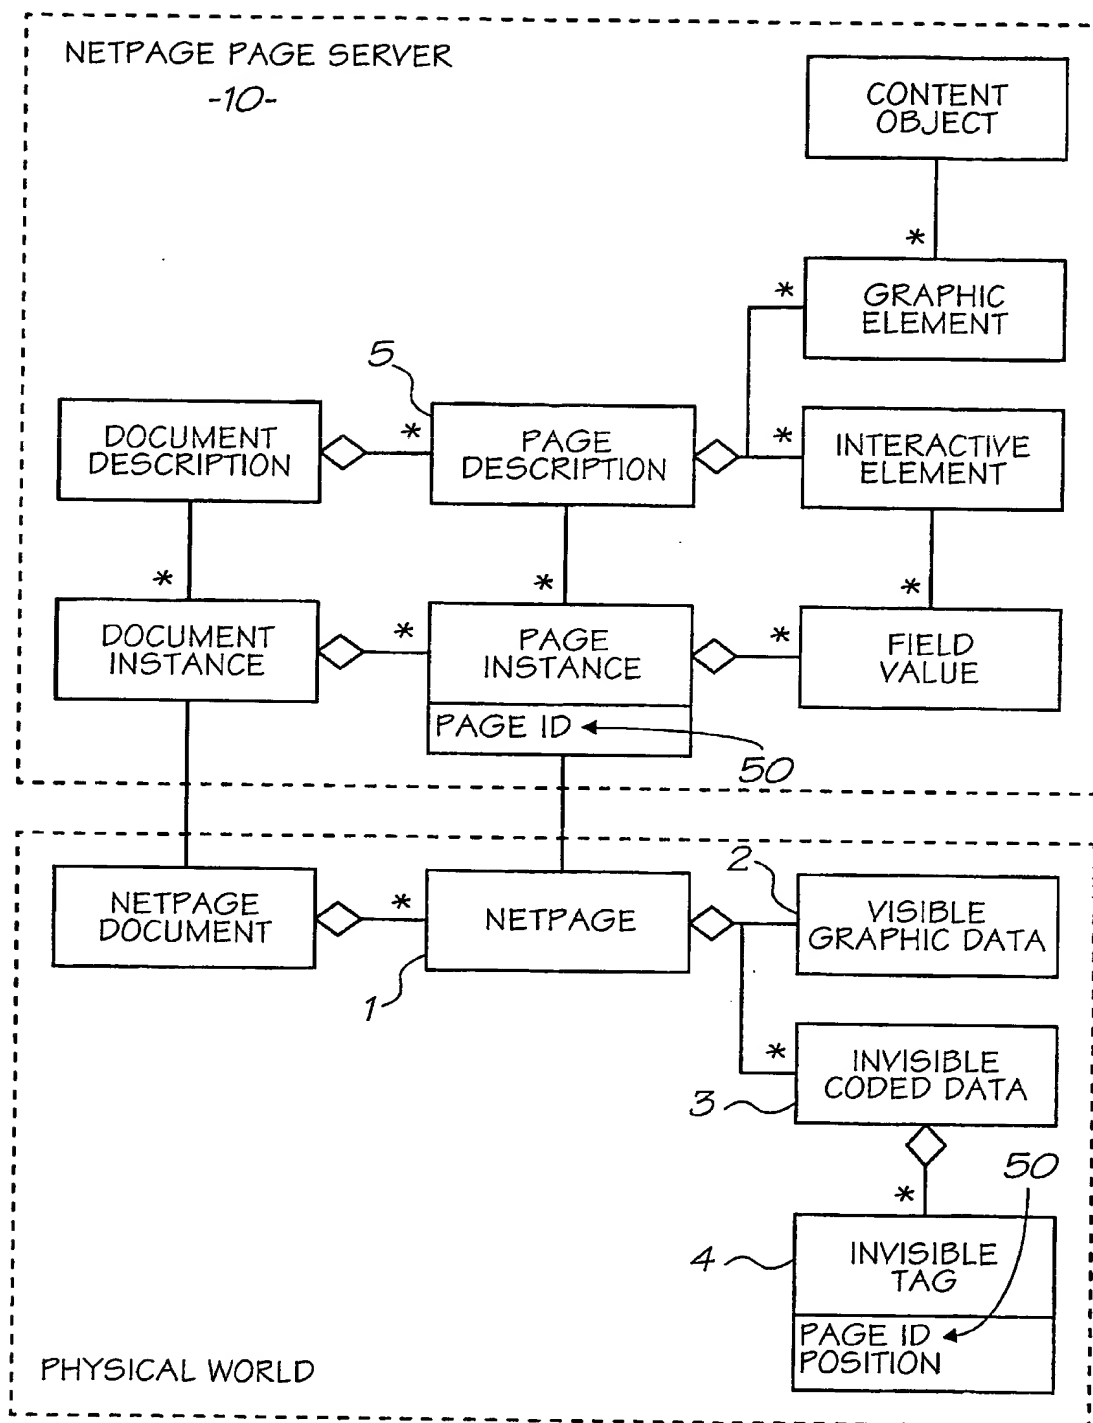 NETPAGE PAGE SERVER
-10-
CONTENT
OBJECT
*
*
GRAPHIC
ELEMENT
5
DOCUMENT
DESCRIPTION
*
PAGE
DESCRIPTION
*
INTERACTIVE
ELEMENT
*
*
*
DOCUMENT
INSTANCE
*
PAGE
INSTANCE
*
FIELD
VALUE
PAGE ID
50
NETPAGE
DOCUMENT
*
NETPAGE
1
2
VISIBLE
GRAPHIC DATA
*
INVISIBLE
CODED DATA
3
50
*
4
INVISIBLE
TAG
PAGE ID
POSITION
PHYSICAL WORLD